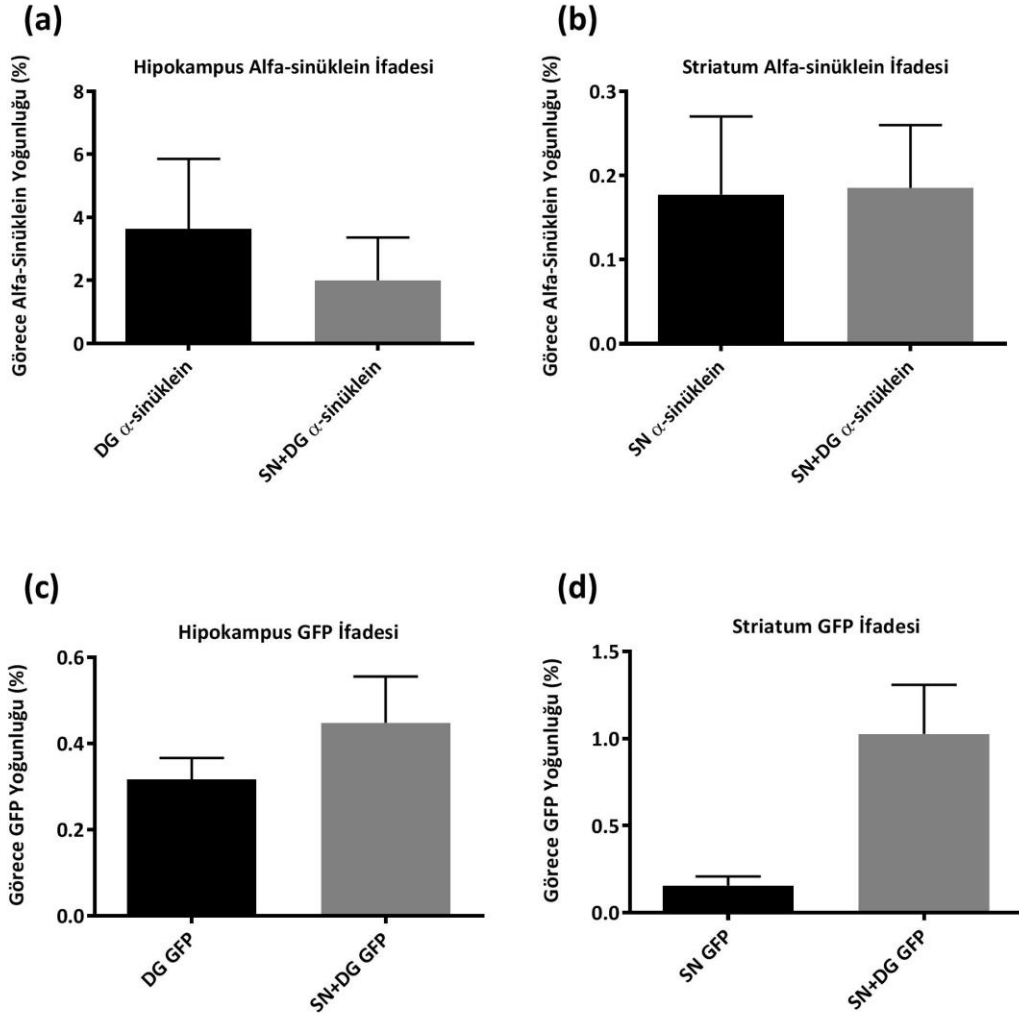 (a)
Hipokampus Alfa-sinüklein İfadesi
Görece Alfa-Sinüklein Yoğunluğu (%)
8
6
4
2
0
DG α-sinüklein
SN+DG α-sinüklein
(b)
Striatum Alfa-sinüklein İfadesi
Görece Alfa-Sinüklein Yoğunluğu (%)
0.3
0.2
0.1
0.0
SN α-sinüklein
SN+DG α-sinüklein
(c)
Hipokampus GFP İfadesi
Görece GFP Yoğunluğu (%)
0.6
0.4
0.2
0.0
DG GFP
SN+DG GFP
(d)
Striatum GFP İfadesi
Görece GFP Yoğunluğu (%)
1.5
1.0
0.5
0.0
SN GFP
SN+DG GFP